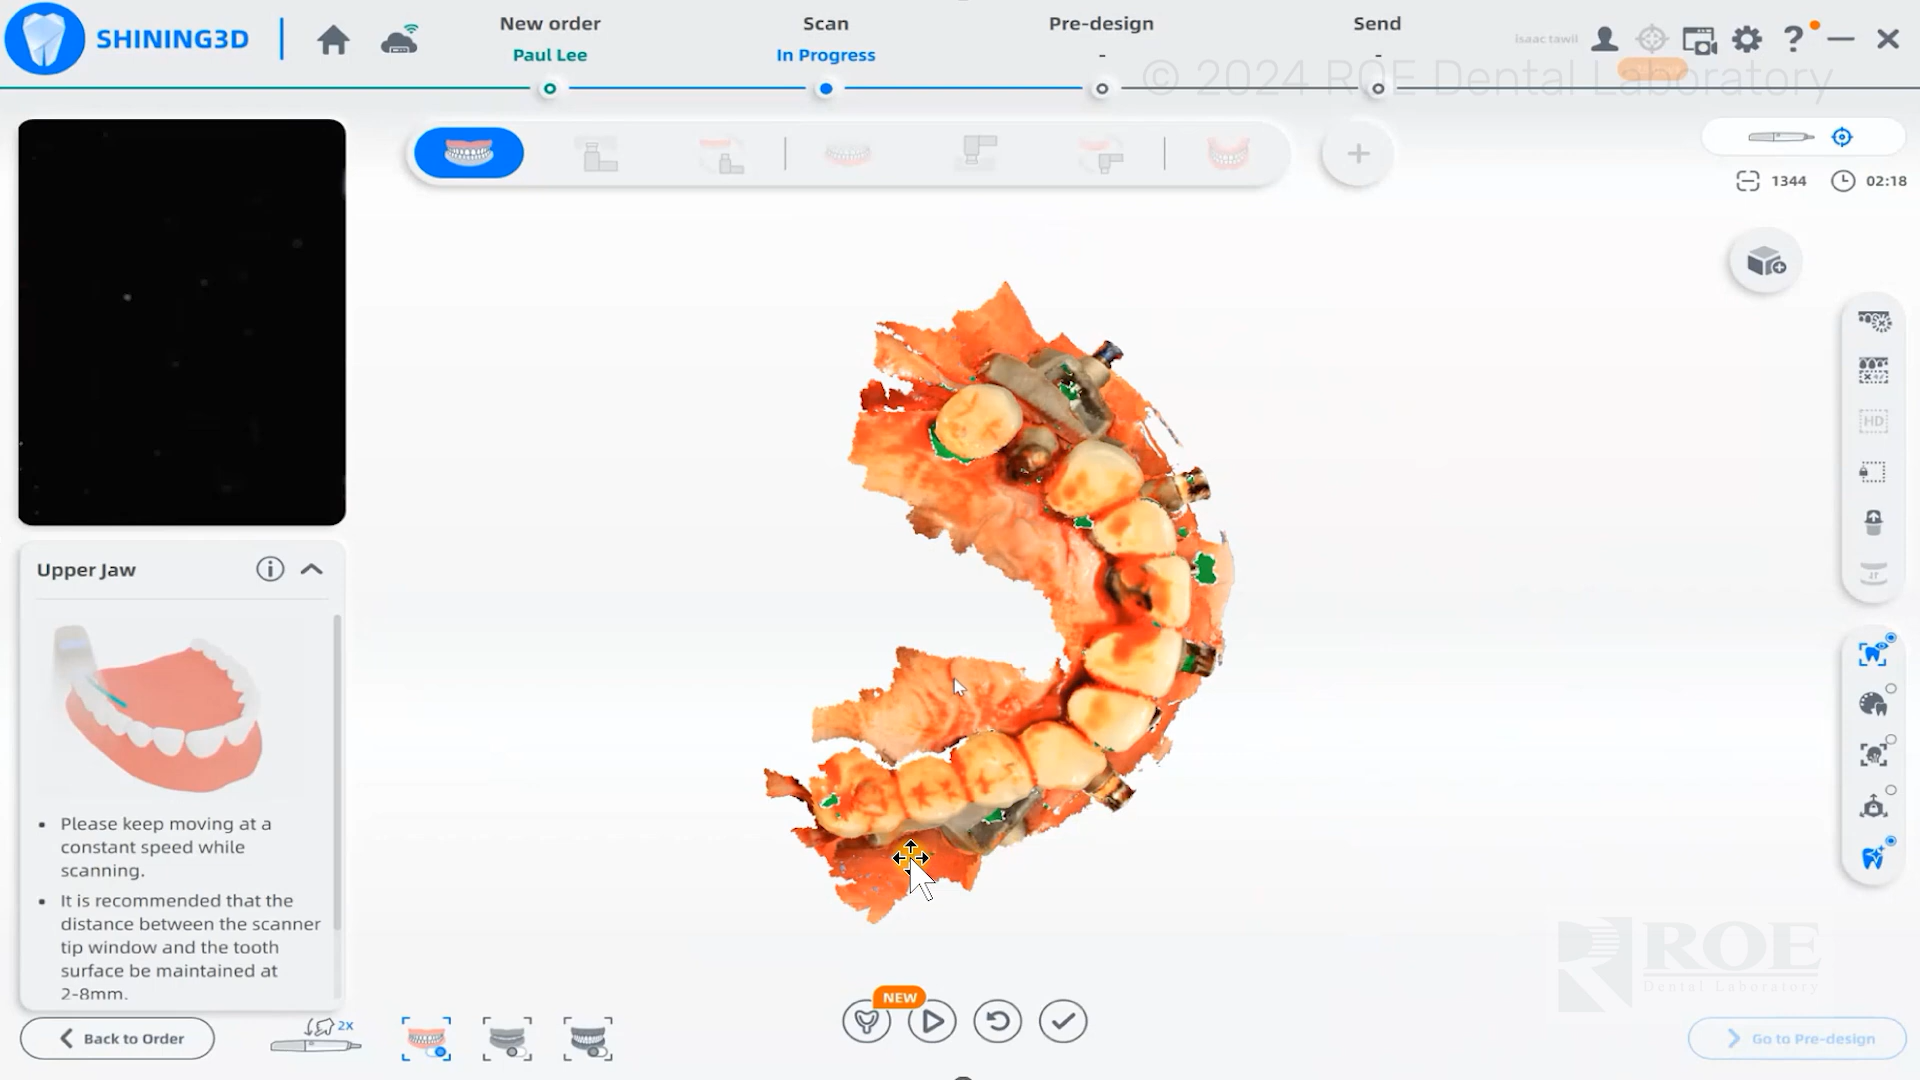 SHINING3D
New order
Paul Lee
Scan
In Progress
Pre-design
-
Send
-
isaac tawil
© 2024 ROE Dental Laboratory
1344
02:18
HD
Upper Jaw
• Please keep moving at a
constant speed while
scanning.
• It is recommended that the
distance between the scanner
tip window and the tooth
surface be maintained at
2-8mm.
Back to Order
2X
NEW
Go to Pre-design
ROE
Dental Laboratory